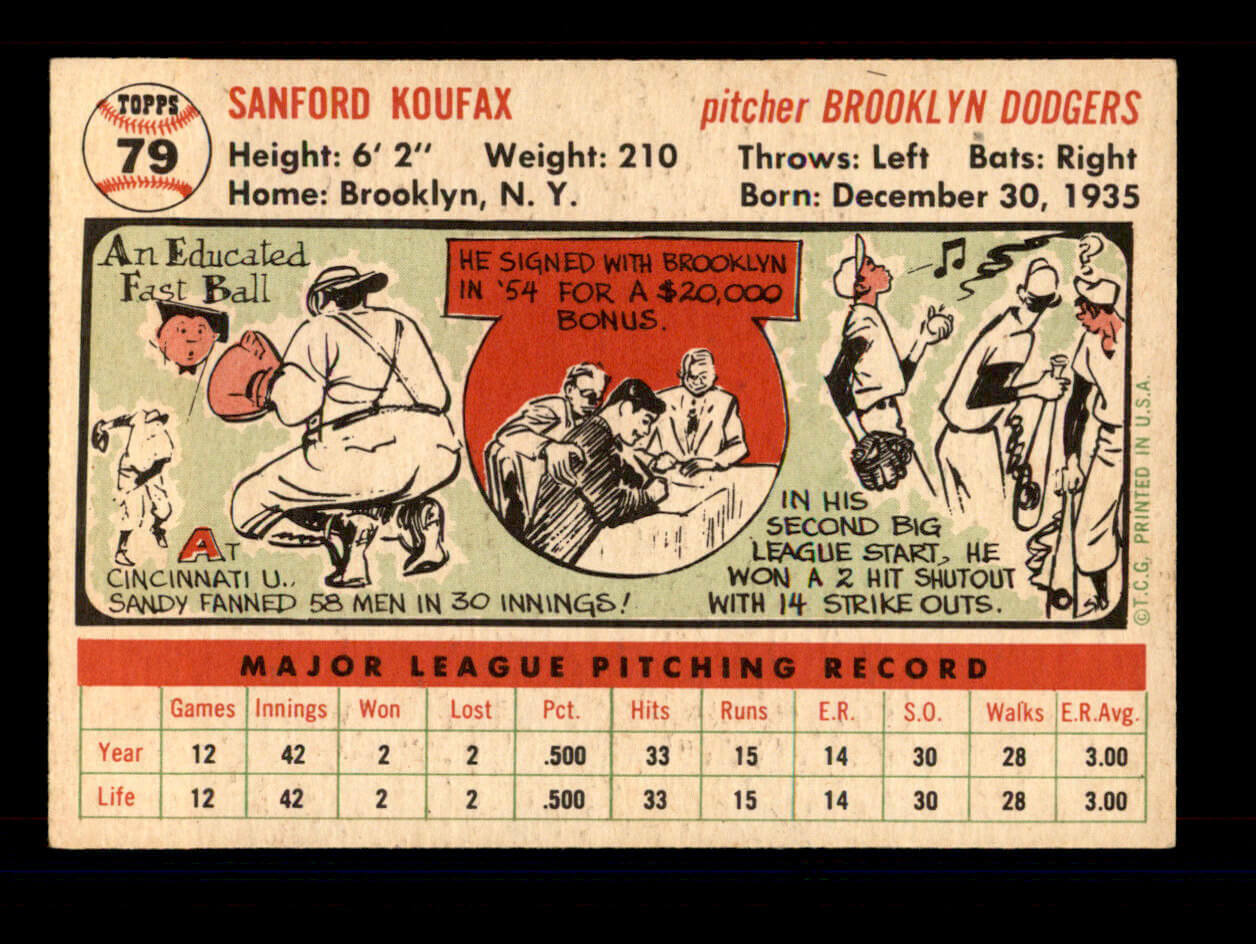 TOPPS
79
SANFORD KOUFAX
pitcher BROOKLYN DODGERS
Height: 6' 2" Weight: 210 Throws: Left Bats: Right
Home: Brooklyn, N. Y. Born: December 30, 1935
An Educated
Fast Ball
HE SIGNED WITH BROOKLYN
IN '54 FOR A $20,000
BONUS.
AT
CINCINNATI U.,
SANDY FANNED 58 MEN IN 30 INNINGS!
IN HIS
SECOND BIG
LEAGUE START, HE
WON A 2 HIT SHUTOUT
WITH 14 STRIKE OUTS.
©T.C.G. PRINTED IN U.S.A.
MAJOR LEAGUE PITCHING RECORD
Games Innings Won Lost Pct. Hits Runs E.R. S.O. Walks E.R.Avg.
Year 12 42 2 2 .500 33 15 14 30 28 3.00
Life 12 42 2 2 .500 33 15 14 30 28 3.00